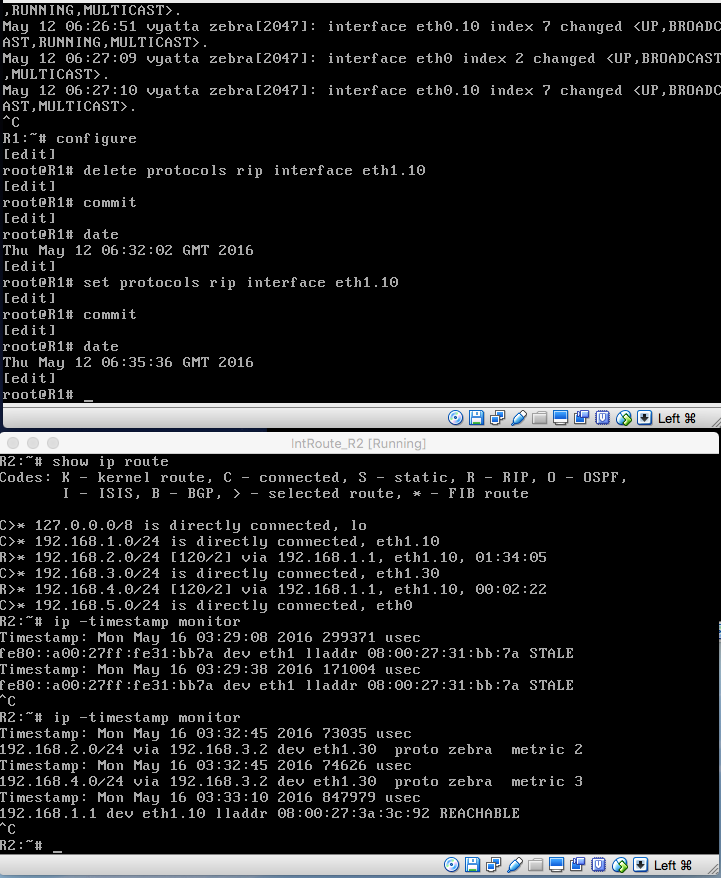 ,RUNNING,MULTICAST>.
May 12 06:26:51 vyatta zebra[2047]: interface eth0.10 index 7 changed <UP,BROADC
AST,RUNNING,MULTICAST>.
May 12 06:27:09 vyatta zebra[2047]: interface eth0 index 2 changed <UP,BROADCAST
,MULTICAST>.
May 12 06:27:10 vyatta zebra[2047]: interface eth0.10 index 7 changed <UP,BROADC
AST,MULTICAST>.
^C
R1:~# configure
[edit]
root@R1# delete protocols rip interface eth1.10
[edit]
root@R1# commit
[edit]
root@R1# date
Thu May 12 06:32:02 GMT 2016
[edit]
root@R1# set protocols rip interface eth1.10
[edit]
root@R1# commit
[edit]
root@R1# date
Thu May 12 06:35:36 GMT 2016
[edit]
root@R1# _
Left ⌘
IntRoute_R2 [Running]
R2:~# show ip route
Codes: K - kernel route, C - connected, S - static, R - RIP, O - OSPF,
I - ISIS, B - BGP, > - selected route, * - FIB route
C>* 127.0.0.0/8 is directly connected, lo
C>* 192.168.1.0/24 is directly connected, eth1.10
R>* 192.168.2.0/24 [120/2] via 192.168.1.1, eth1.10, 01:34:05
C>* 192.168.3.0/24 is directly connected, eth1.30
R>* 192.168.4.0/24 [120/2] via 192.168.1.1, eth1.10, 00:02:22
C>* 192.168.5.0/24 is directly connected, eth0
R2:~# ip -timestamp monitor
Timestamp: Mon May 16 03:29:08 2016 299371 usec
fe80::a00:27ff:fe31:bb7a dev eth1 lladdr 08:00:27:31:bb:7a STALE
Timestamp: Mon May 16 03:29:38 2016 171004 usec
fe80::a00:27ff:fe31:bb7a dev eth1 lladdr 08:00:27:31:bb:7a STALE
^C
R2:~# ip -timestamp monitor
Timestamp: Mon May 16 03:32:45 2016 73035 usec
192.168.2.0/24 via 192.168.3.2 dev eth1.30  proto zebra  metric 2
Timestamp: Mon May 16 03:32:45 2016 74626 usec
192.168.4.0/24 via 192.168.3.2 dev eth1.30  proto zebra  metric 3
Timestamp: Mon May 16 03:33:10 2016 847979 usec
192.168.1.1 dev eth1.10 lladdr 08:00:27:3a:3c:92 REACHABLE
^C
R2:~# _
Left ⌘